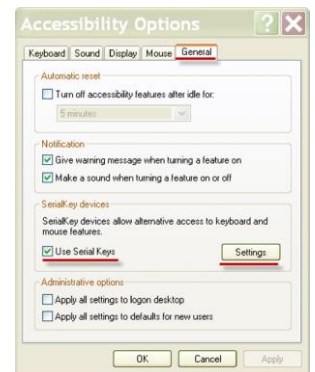 Accessibility Options
Keyboard Sound Display Mouse General
Automatic reset
Turn off accessibility features after idle for:
5 minutes
Notification
Give warning message when turning a feature on
Make a sound when turning a feature on or off
SerialKey devices
SerialKey devices allow alternative access to keyboard and
mouse features.
Use Serial Keys Settings
Administrative options
Apply all settings to logon desktop
Apply all settings to defaults for new users
OK Cancel Apply